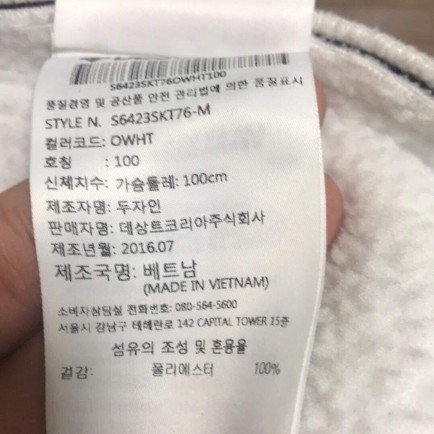 S6423SKT76OWHT100
품질경영 및 공산품 안전 관리법에 의한 품질표시
STYLE N. S6423SKT76-M
컬러코드: OWHT
호칭 : 100
신체치수: 가슴둘레: 100cm
제조자명: 두자인
판매자명: 데상트코리아주식회사
제조년월: 2016.07
제조국명: 베트남
(MADE IN VIETNAM)
소비자상담실 전화번호: 080-564-5600
서울시 강남구 테헤란로 142 CAPITAL TOWER 15층
섬유의 조성 및 혼용율
겉감: 폴리에스터 100%